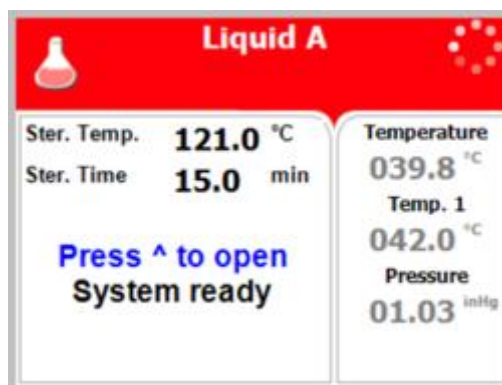 Liquid A
Ster. Temp. 121.0 °C
Ster. Time 15.0 min
Press ^ to open
System ready
Temperature
039.8 °C
Temp. 1
042.0 °C
Pressure
01.03 inHg